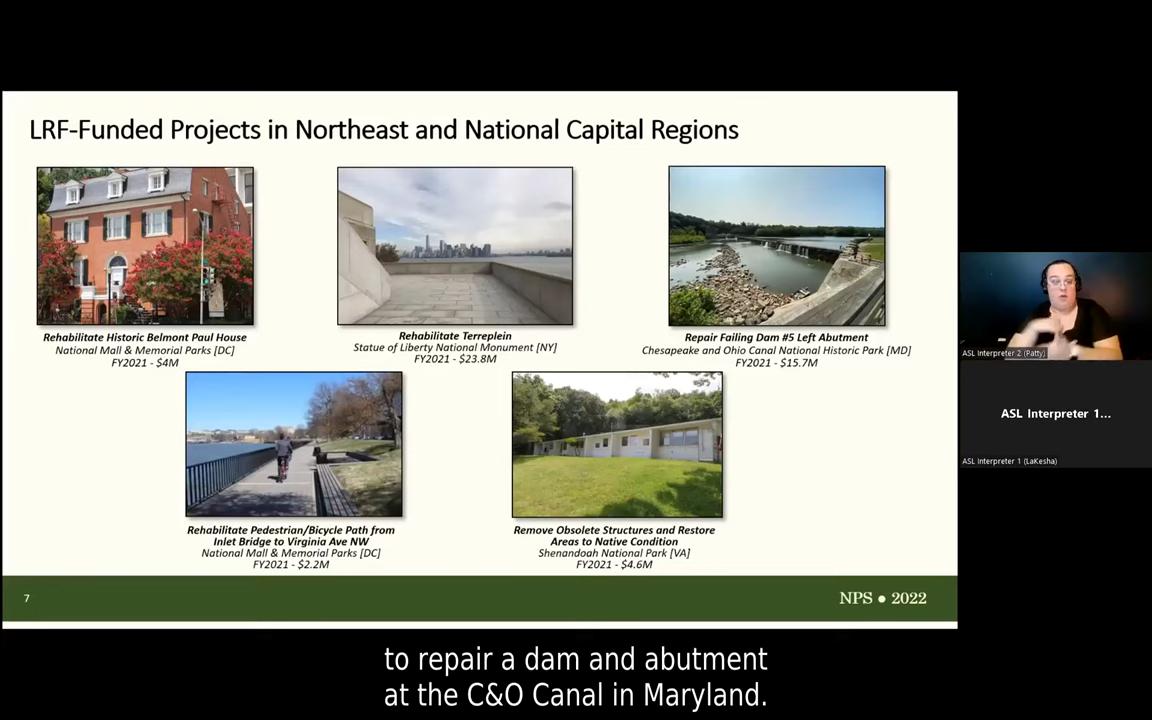 LRF-Funded Projects in Northeast and National Capital Regions
Rehabilitate Historic Belmont Paul House
National Mall & Memorial Parks [DC]
FY2021 - $4M
Rehabilitate Terreplein
Statue of Liberty National Monument [NY]
FY2021 - $23.8M
Repair Failing Dam #5 Left Abutment
Chesapeake and Ohio Canal National Historic Park [MD]
FY2021 - $15.7M
Rehabilitate Pedestrian/Bicycle Path from
Inlet Bridge to Virginia Ave NW
National Mall & Memorial Parks [DC]
FY2021 - $2.2M
Remove Obsolete Structures and Restore
Areas to Native Condition
Shenandoah National Park [VA]
FY2021 - $4.6M
7
NPS ● 2022
ASL Interpreter 2 (Patty)
ASL Interpreter 1...
ASL Interpreter 1 (LaKesha)
to repair a dam and abutment
at the C&O Canal in Maryland.